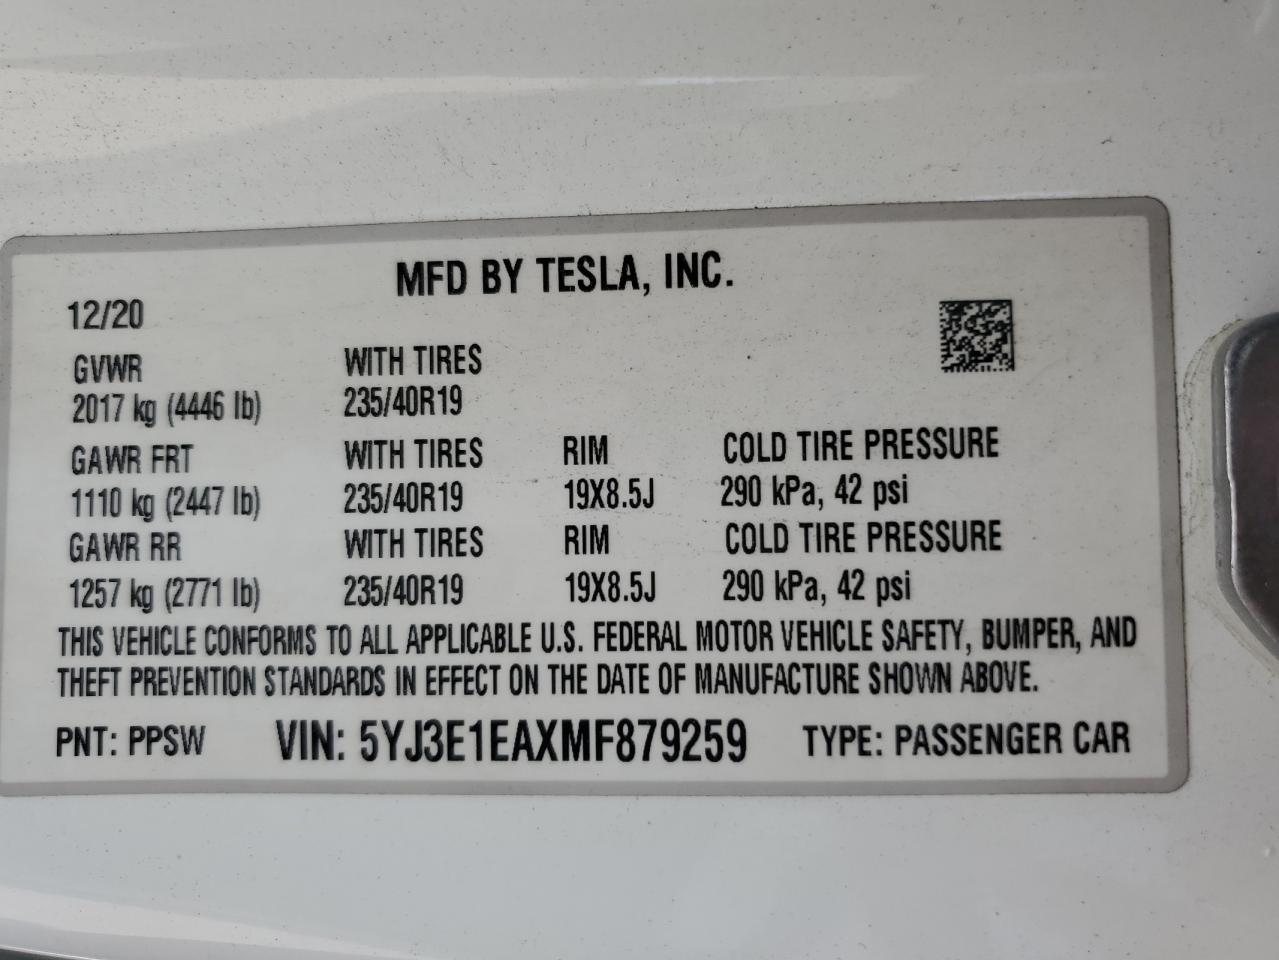 MFD BY TESLA, INC.
12/20
GVWR WITH TIRES
2017 kg (4446 lb) 235/40R19
GAWR FRT WITH TIRES RIM COLD TIRE PRESSURE
1110 kg (2447 lb) 235/40R19 19X8.5J 290 kPa, 42 psi
GAWR RR WITH TIRES RIM COLD TIRE PRESSURE
1257 kg (2771 lb) 235/40R19 19X8.5J 290 kPa, 42 psi
THIS VEHICLE CONFORMS TO ALL APPLICABLE U.S. FEDERAL MOTOR VEHICLE SAFETY, BUMPER, AND
THEFT PREVENTION STANDARDS IN EFFECT ON THE DATE OF MANUFACTURE SHOWN ABOVE.
PNT: PPSW VIN: 5YJ3E1EAXMF879259 TYPE: PASSENGER CAR